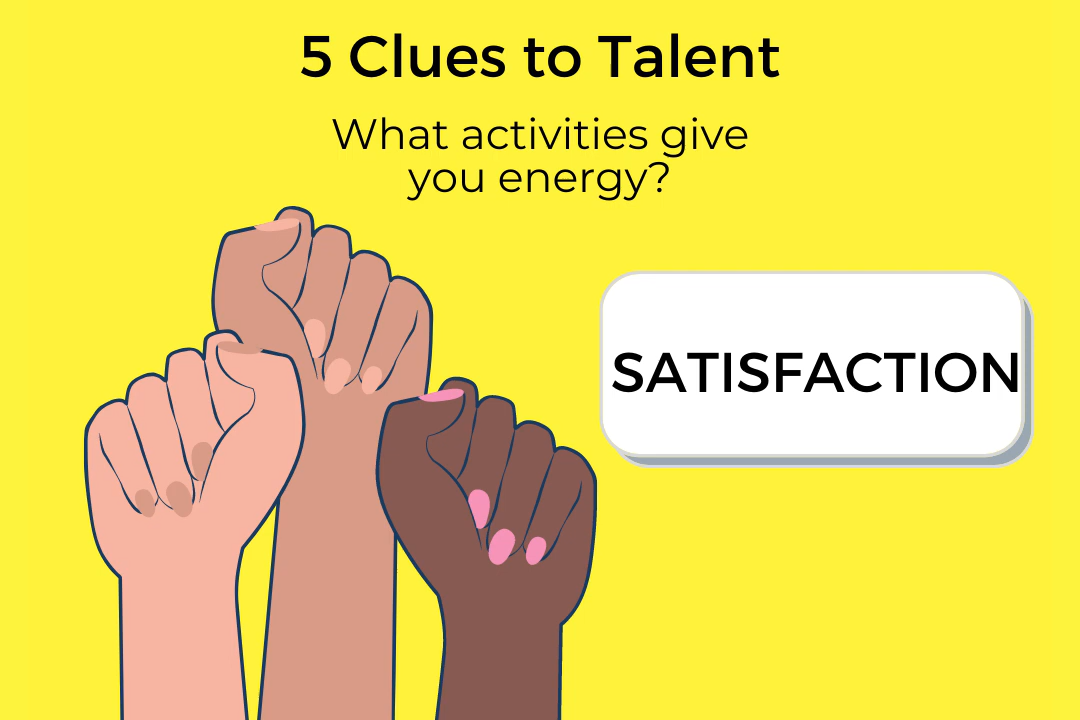 5 Clues to Talent
What activities give
you energy?
SATISFACTION